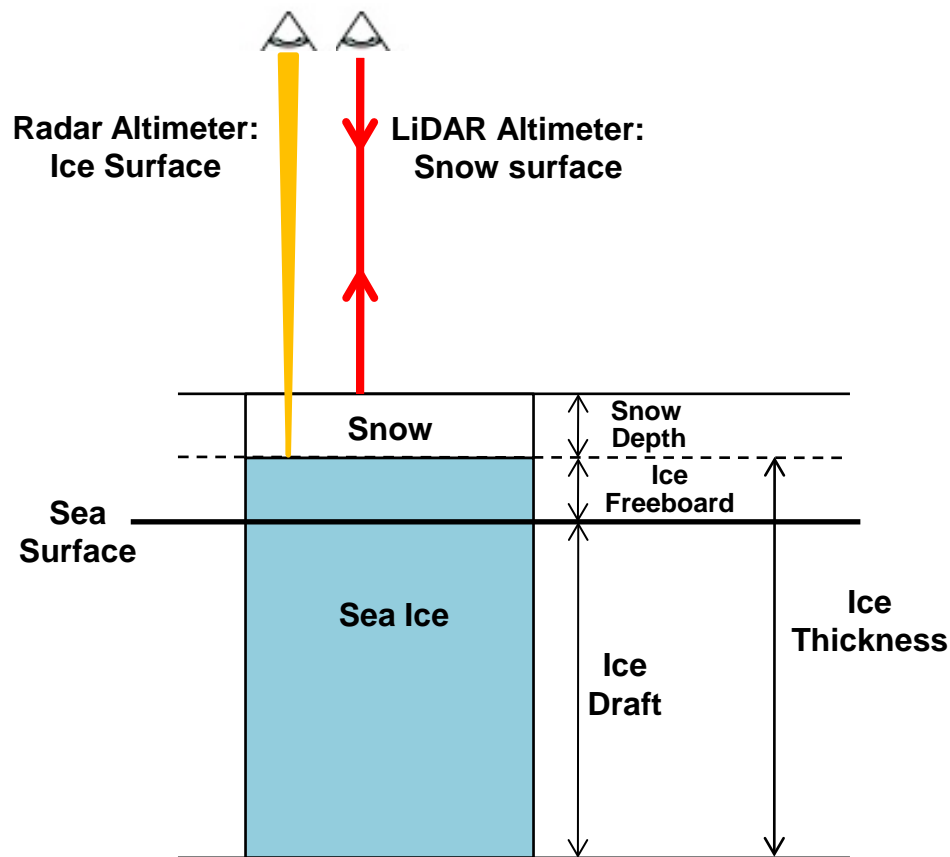 Radar Altimeter:
Ice Surface
LiDAR Altimeter:
Snow surface
Snow
Snow
Depth
Ice
Freeboard
Sea
Surface
Sea Ice
Ice
Draft
Ice
Thickness